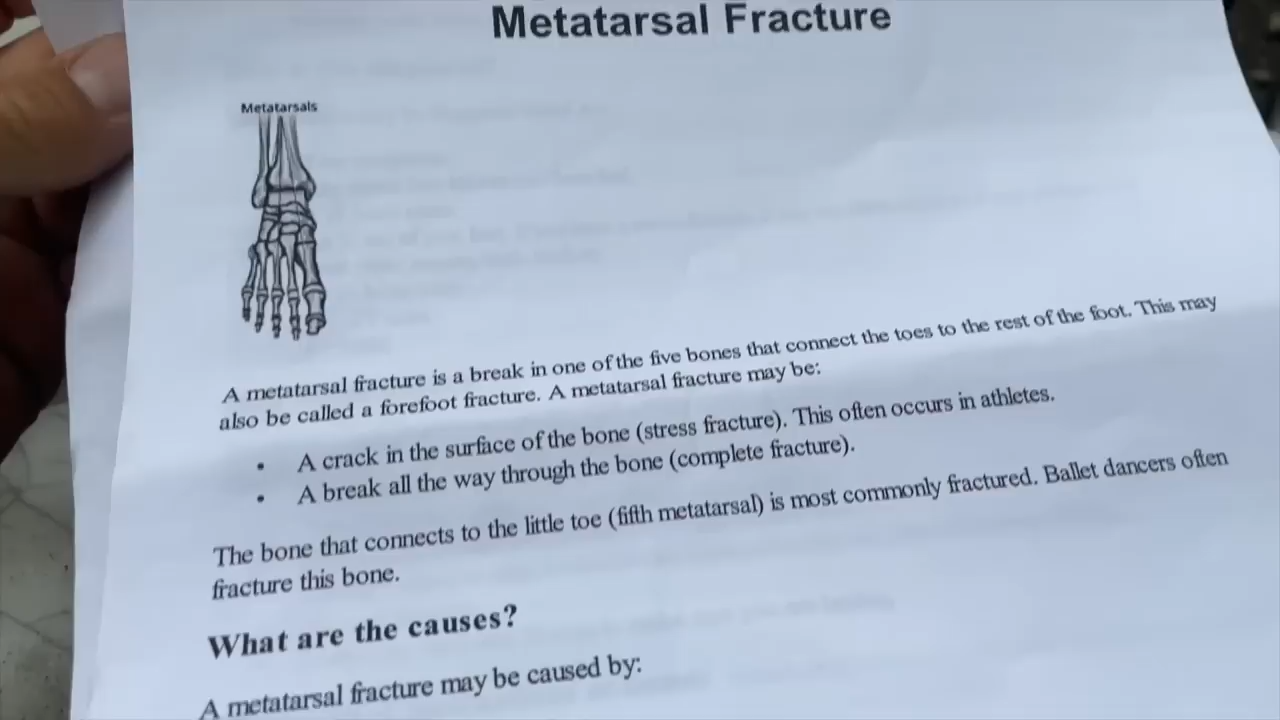 Metatarsal Fracture
Metatarsals
A metatarsal fracture is a break in one of the five bones that connect the toes to the rest of the foot. This may
also be called a forefoot fracture. A metatarsal fracture may be:
• A crack in the surface of the bone (stress fracture). This often occurs in athletes.
• A break all the way through the bone (complete fracture).
The bone that connects to the little toe (fifth metatarsal) is most commonly fractured. Ballet dancers often
fracture this bone.
What are the causes?
A metatarsal fracture may be caused by: